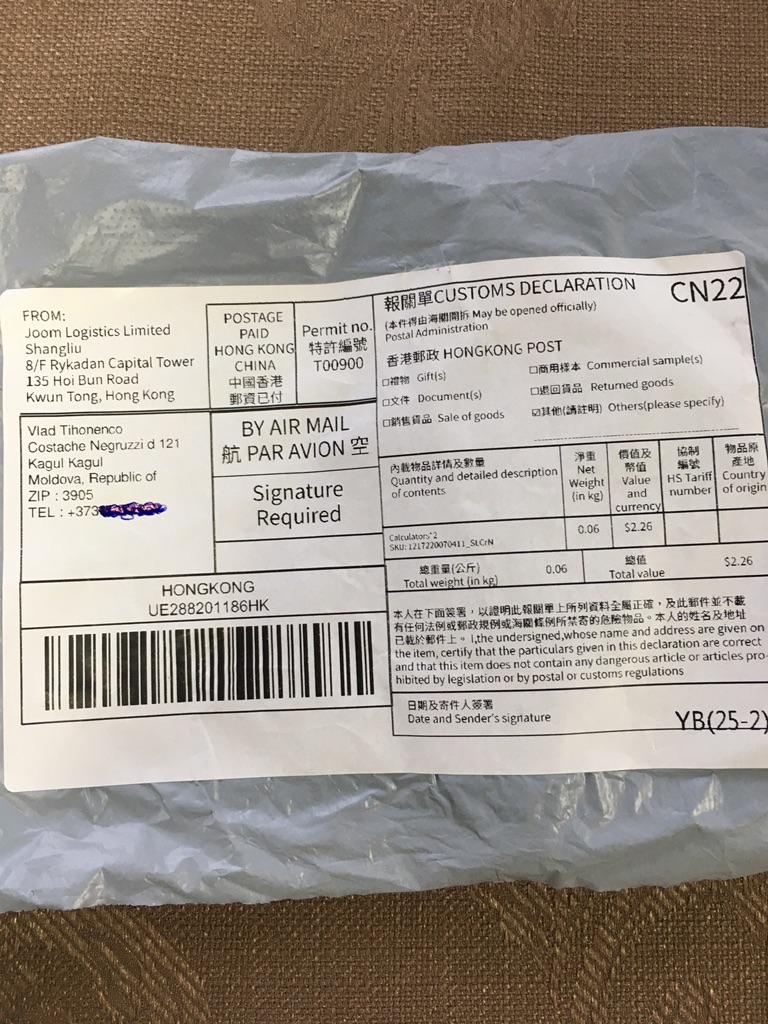 FROM:
Joom Logistics Limited
Shangliu
8/F Rykadan Capital Tower
135 Hoi Bun Road
Kwun Tong, Hong Kong
POSTAGE
PAID
HONG KONG
CHINA
中國香港
郵資已付
Permit no.
特許編號
T00900
Vlad Tihonenco
Costache Negruzzi d 121
Kagul Kagul
Moldova, Republic of
ZIP : 3905
TEL : +373
BY AIR MAIL
航 PAR AVION 空
Signature
Required
HONGKONG
UE288201186HK
報關單CUSTOMS DECLARATION
CN22
(本件得由海關開拆 May be opened officially)
Postal Administration
香港郵政 HONGKONG POST
□禮物 Gift(s)
□商用樣本 Commercial sample(s)
□文件 Document(s)
□退回貨品 Returned goods
□銷售貨品 Sale of goods
☑其他(請註明) Others(please specify)
內載物品詳情及數量
Quantity and detailed description
of contents
淨重
Net
Weight
(in kg)
價值及
幣值
Value
and
currency
協制
編號
HS Tariff
number
物品原
產地
Country
of origin
Calculators*2
SKU: 1217220070411_SLCrN
0.06
$2.26
總重量(公斤)
Total weight (in kg)
0.06
總值
Total value
$2.26
本人在下面簽署，以證明此報關單上所列資料全屬正確，及此郵件並不載
有任何法例或郵政規例或海關條例所禁寄的危險物品。本人的姓名及地址
已載於郵件上。 I,the undersigned,whose name and address are given on
the item, certify that the particulars given in this declaration are correct
and that this item does not contain any dangerous article or articles pro-
hibited by legislation or by postal or customs regulations
日期及寄件人簽署
Date and Sender's signature
YB(25-2)